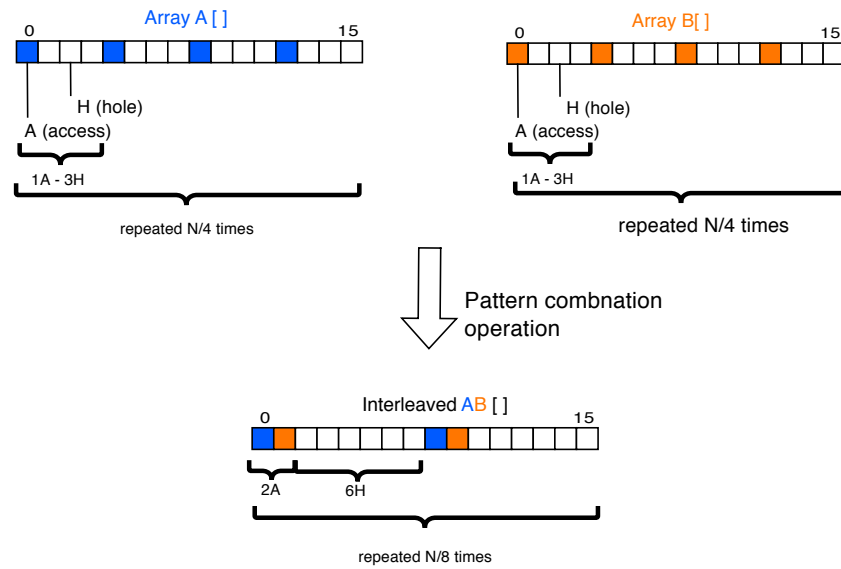 Array A [ ]
0 15
H (hole)
A (access)
1A - 3H
repeated N/4 times
Array B[ ]
0 15
H (hole)
A (access)
1A - 3H
repeated N/4 times
Pattern combnation
operation
Interleaved AB [ ]
0 15
2A 6H
repeated N/8 times